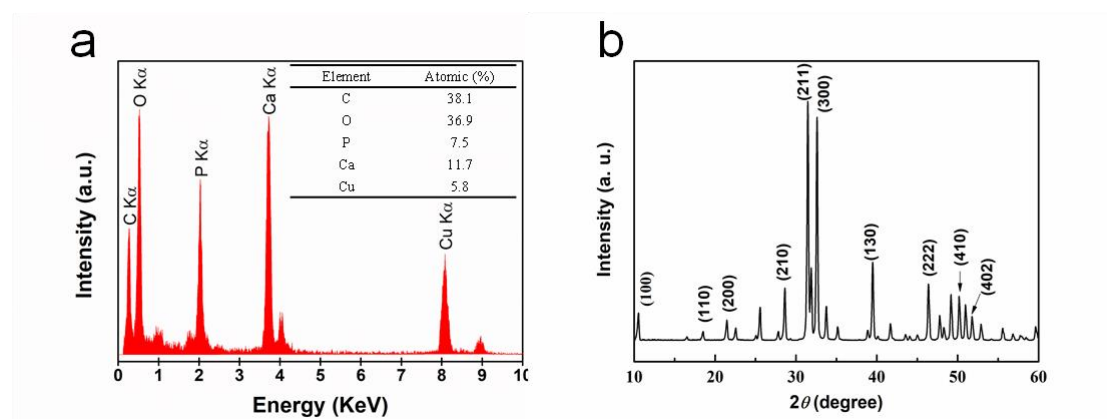 a
Intensity (a.u.)
C Kα
O Kα
P Kα
Ca Kα
Cu Kα
Element Atomic (%)
C 38.1
O 36.9
P 7.5
Ca 11.7
Cu 5.8
0 1 2 3 4 5 6 7 8 9 10
Energy (KeV)
b
Intensity (a. u.)
(100)
(110)
(200)
(210)
(211)
(300)
(130)
(222)
(410)
(402)
10 20 30 40 50 60
2θ (degree)